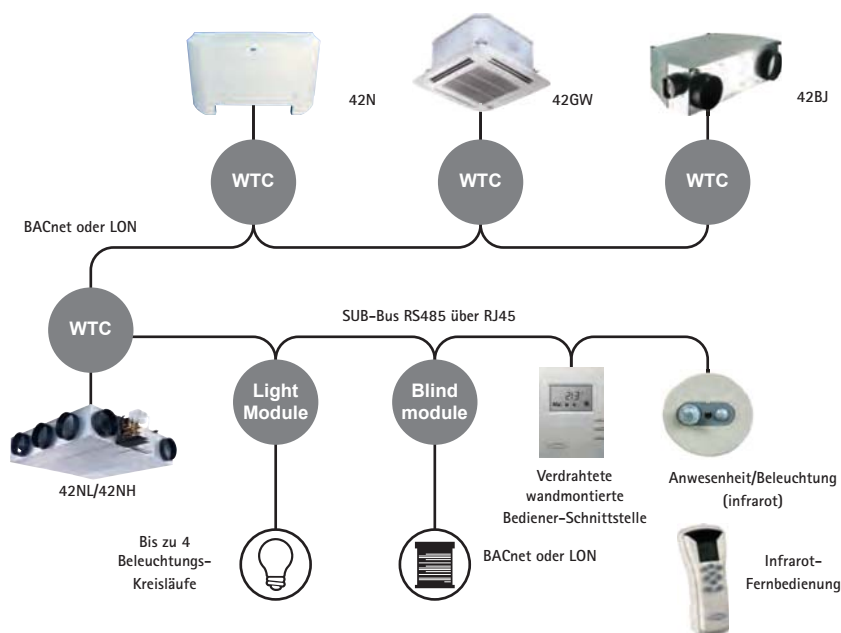 42N
42GW
42BJ
WTC
WTC
WTC
BACnet oder LON
WTC
SUB-Bus RS485 über RJ45
Light
Module
Blind
module
42NL/42NH
Verdrahtete
wandmontierte
Bediener-Schnittstelle
Anwesenheit/Beleuchtung
(infrarot)
Bis zu 4
Beleuchtungs-
Kreisläufe
BACnet oder LON
Infrarot-
Fernbedienung